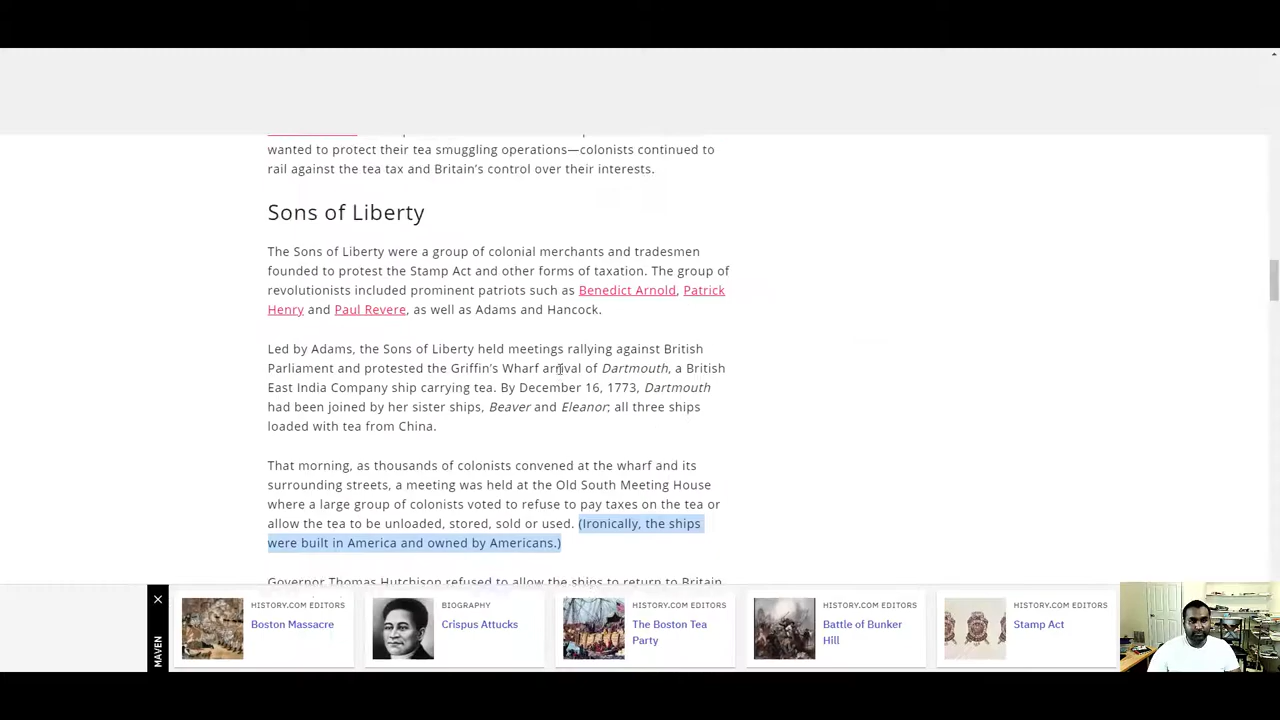 wanted to protect their tea smuggling operations—colonists continued to
rail against the tea tax and Britain's control over their interests.
Sons of Liberty
The Sons of Liberty were a group of colonial merchants and tradesmen
founded to protest the Stamp Act and other forms of taxation. The group of
revolutionists included prominent patriots such as Benedict Arnold, Patrick
Henry and Paul Revere, as well as Adams and Hancock.
Led by Adams, the Sons of Liberty held meetings rallying against British
Parliament and protested the Griffin's Wharf arrival of Dartmouth, a British
East India Company ship carrying tea. By December 16, 1773, Dartmouth
had been joined by her sister ships, Beaver and Eleanor; all three ships
loaded with tea from China.
That morning, as thousands of colonists convened at the wharf and its
surrounding streets, a meeting was held at the Old South Meeting House
where a large group of colonists voted to refuse to pay taxes on the tea or
allow the tea to be unloaded, stored, sold or used. (Ironically, the ships
were built in America and owned by Americans.)
Governor Thomas Hutchison refused to allow the ships to return to Britain
MAVEN
HISTORY.COM EDITORS
Boston Massacre
BIOGRAPHY
Crispus Attucks
HISTORY.COM EDITORS
The Boston Tea
Party
HISTORY.COM EDITORS
Battle of Bunker
Hill
HISTORY.COM EDITORS
Stamp Act